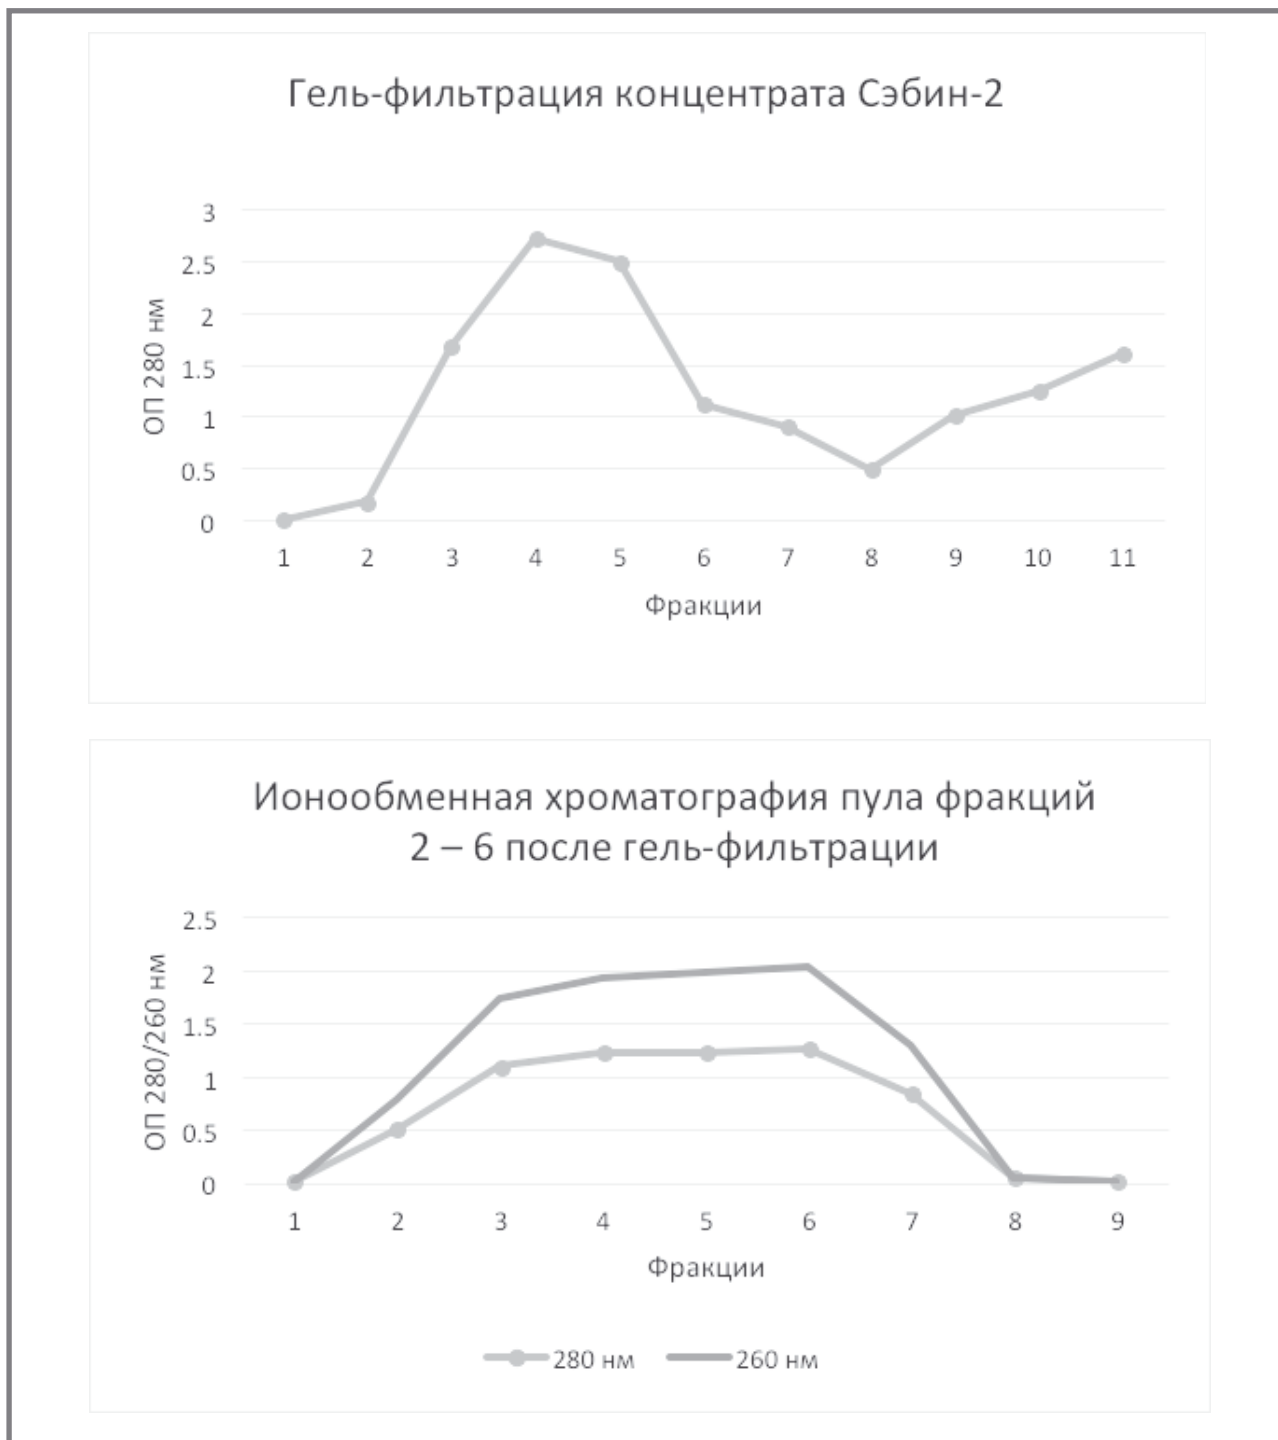 Гель-фильтрация концентрата Сэбин-2
3
2.5
2
1.5
1
0.5
0
ОП 280 нм
1 2 3 4 5 6 7 8 9 10 11
Фракции
Ионообменная хроматография пула фракций
2 – 6 после гель-фильтрации
2.5
2
1.5
1
0.5
0
ОП 280/260 нм
1 2 3 4 5 6 7 8 9
Фракции
280 нм 260 нм